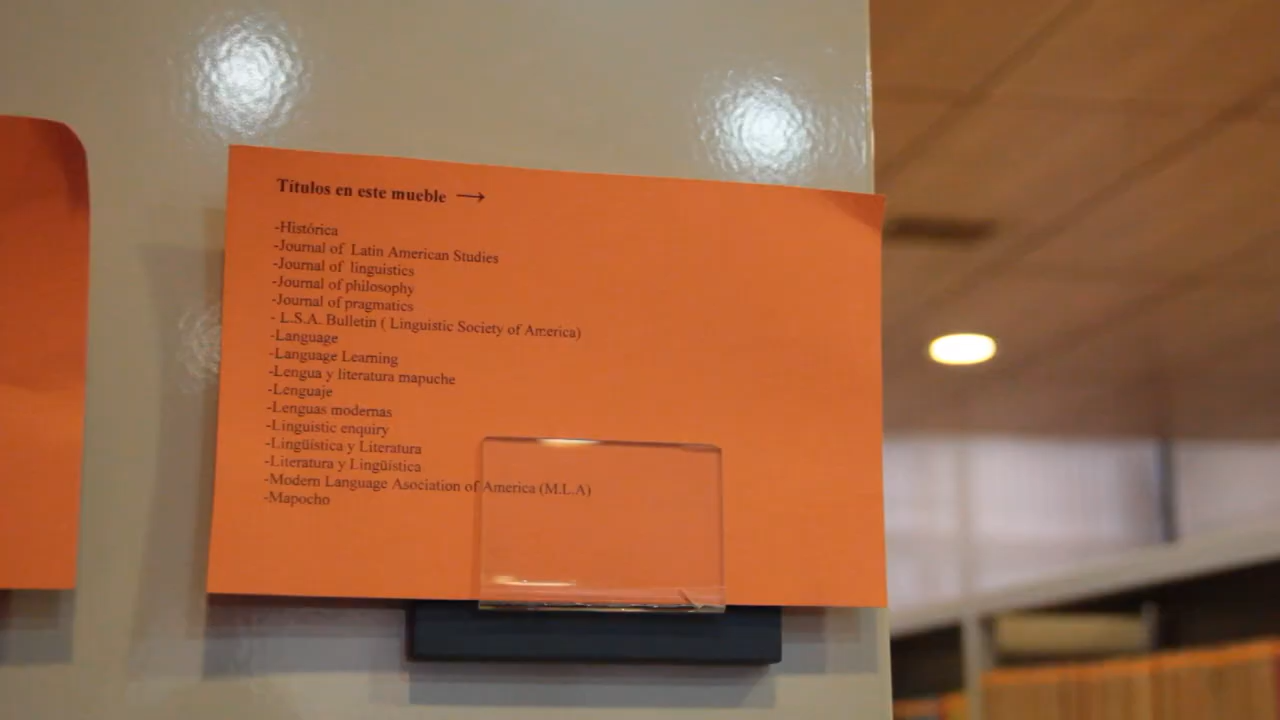 Títulos en este mueble →
-Histórica
-Journal of Latin American Studies
-Journal of linguistics
-Journal of philosophy
-Journal of pragmatics
- L.S.A. Bulletin ( Linguistic Society of America)
-Language
-Language Learning
-Lengua y literatura mapuche
-Lenguaje
-Lenguas modernas
-Linguistic enquiry
-Lingüística y Literatura
-Literatura y Lingüística
-Modern Language Asociation of America (M.L.A)
-Mapocho